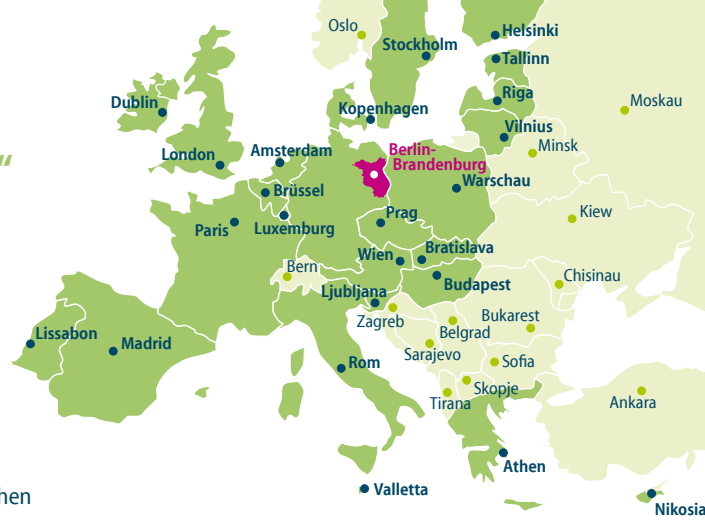 Oslo
Helsinki
Stockholm
Tallinn
Riga
Moskau
Dublin
Kopenhagen
Vilnius
Minsk
London
Amsterdam
Berlin-
Brandenburg
Warschau
Brüssel
Prag
Kiew
Paris
Luxemburg
Wien
Bratislava
Bern
Budapest
Chisinau
Ljubljana
Zagreb
Belgrad
Bukarest
Lissabon
Madrid
Sarajevo
Rom
Sofia
Skopje
Tirana
Ankara
Athen
Valletta
hen
Nikosia